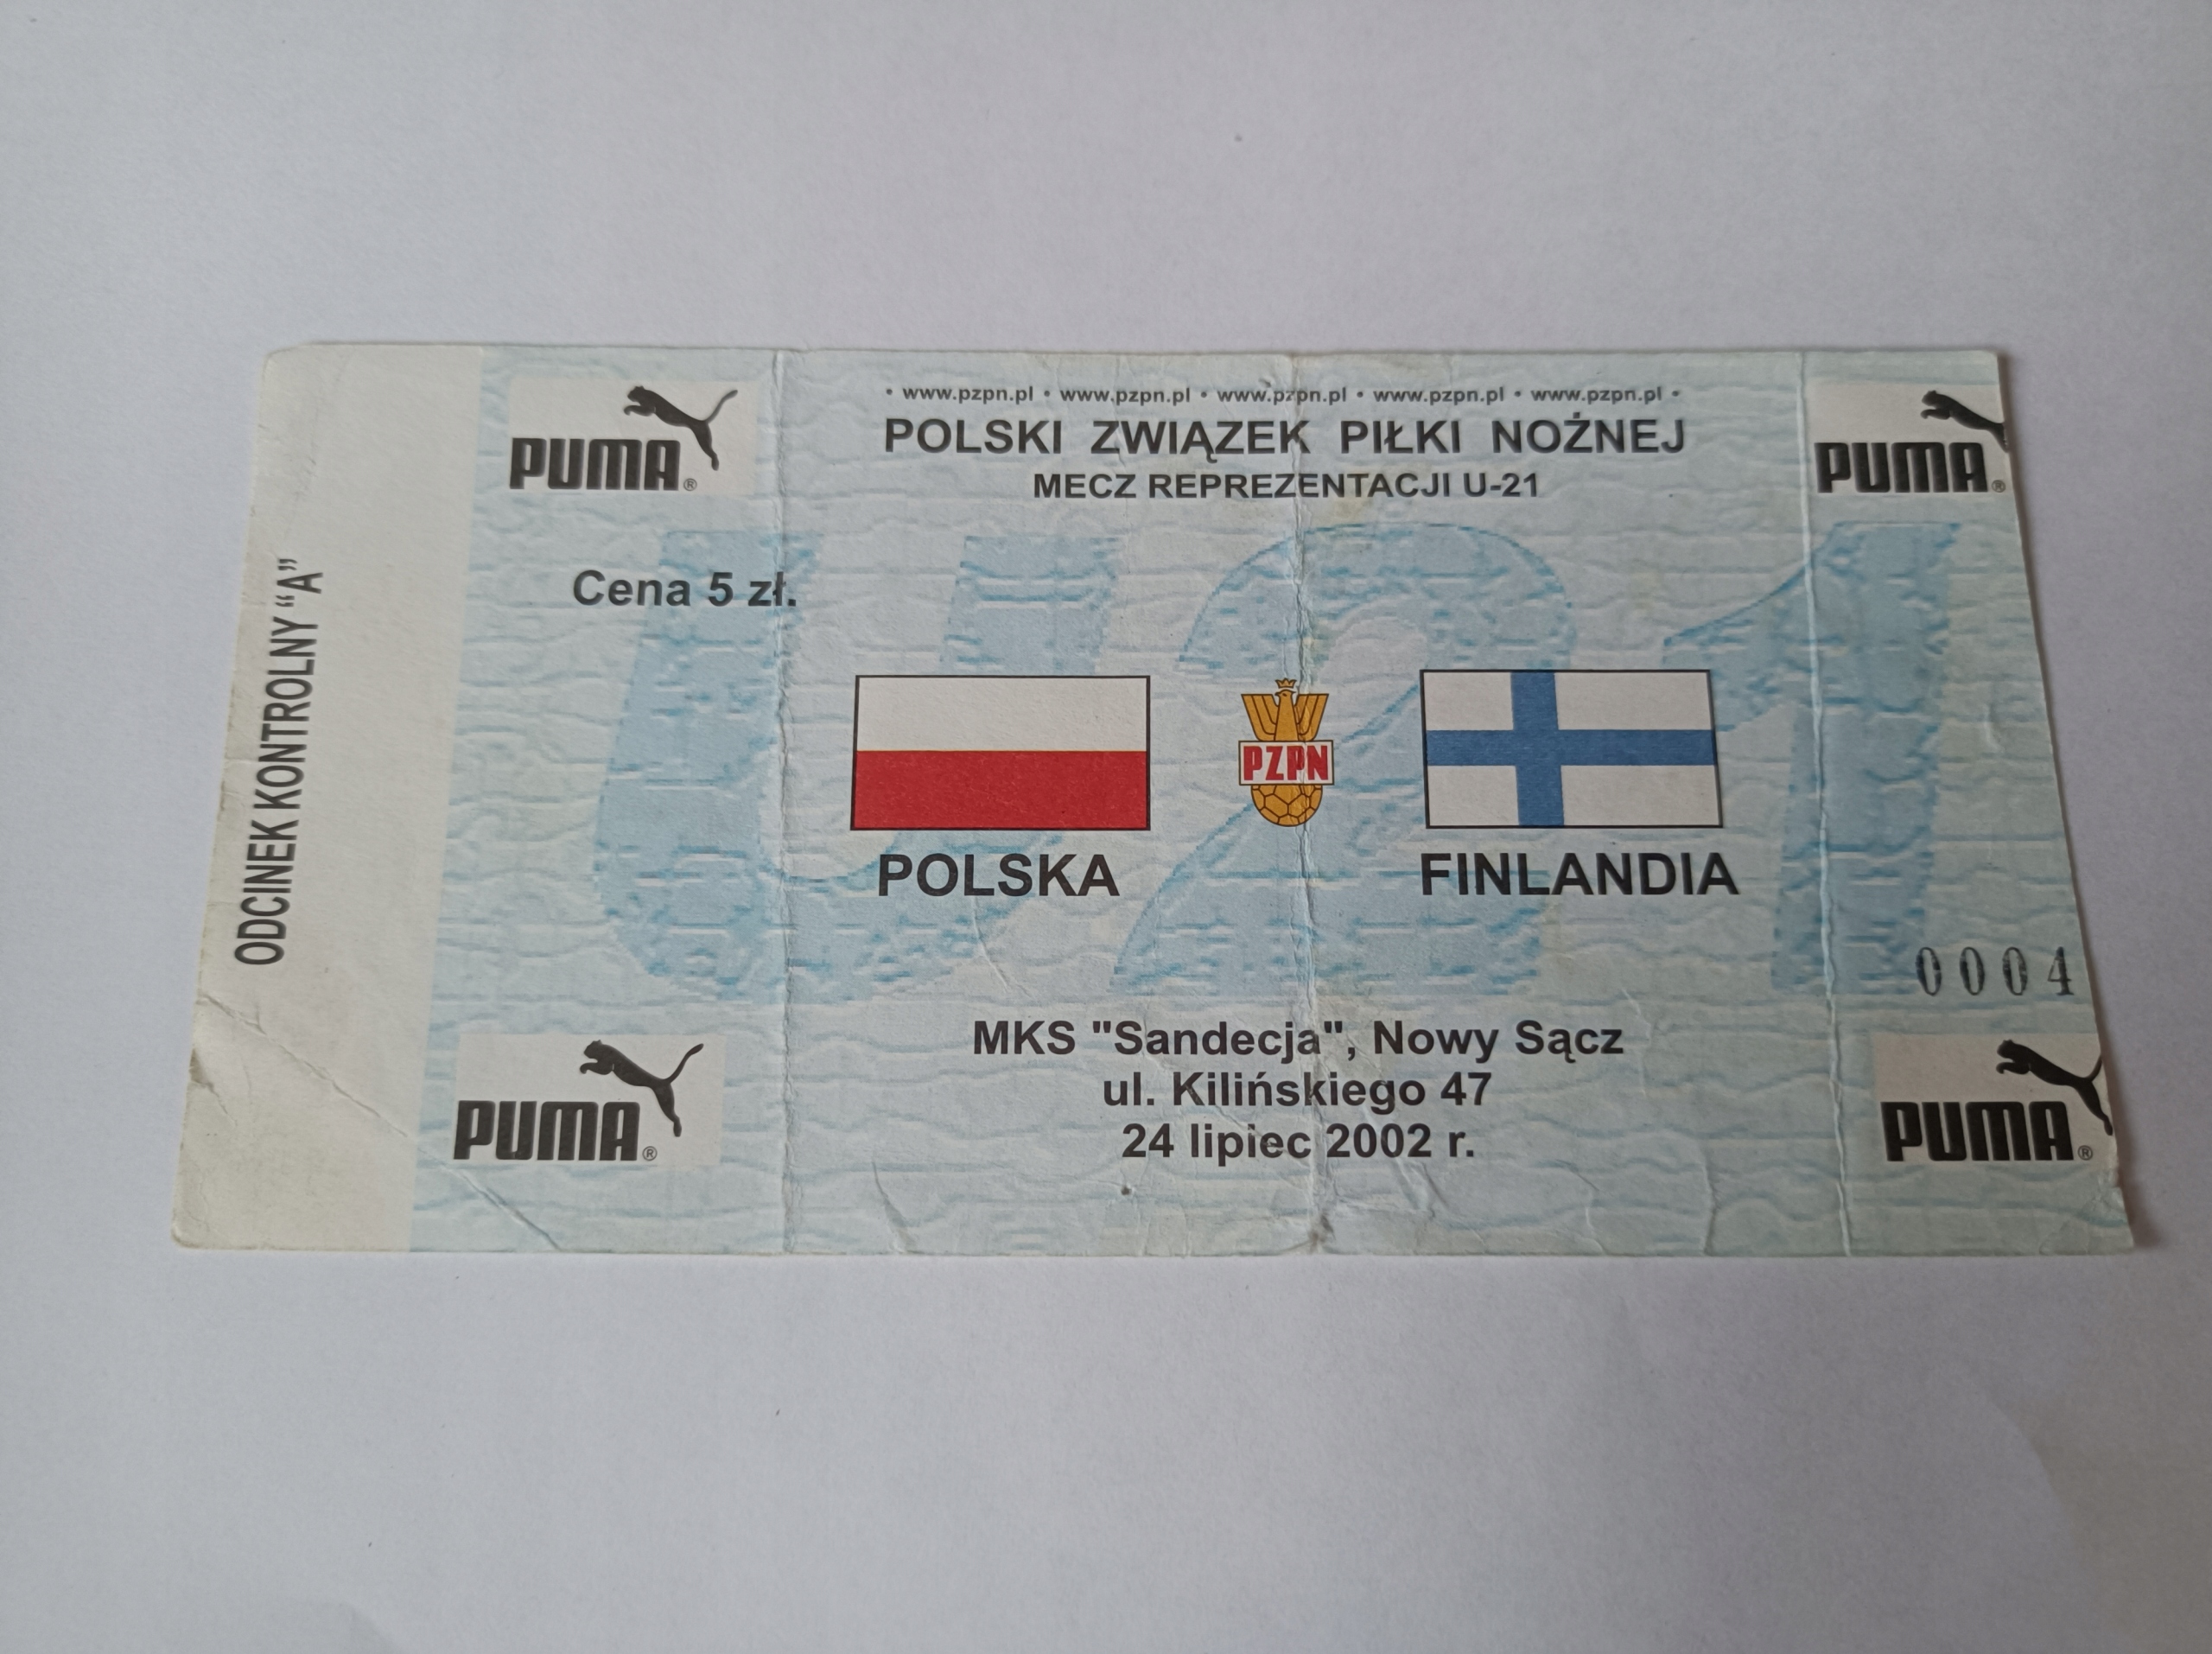 ODCINEK KONTROLNY “A”
PUMA®
• www.pzpn.pl • www.pzpn.pl • www.pzpn.pl • www.pzpn.pl • www.pzpn.pl •
POLSKI ZWIĄZEK PIŁKI NOŻNEJ
MECZ REPREZENTACJI U-21
PUMA®
Cena 5 zł.
U21
PZPN
POLSKA
FINLANDIA
0004
MKS "Sandecja", Nowy Sącz
ul. Kilińskiego 47
24 lipiec 2002 r.
PUMA®
PUMA®